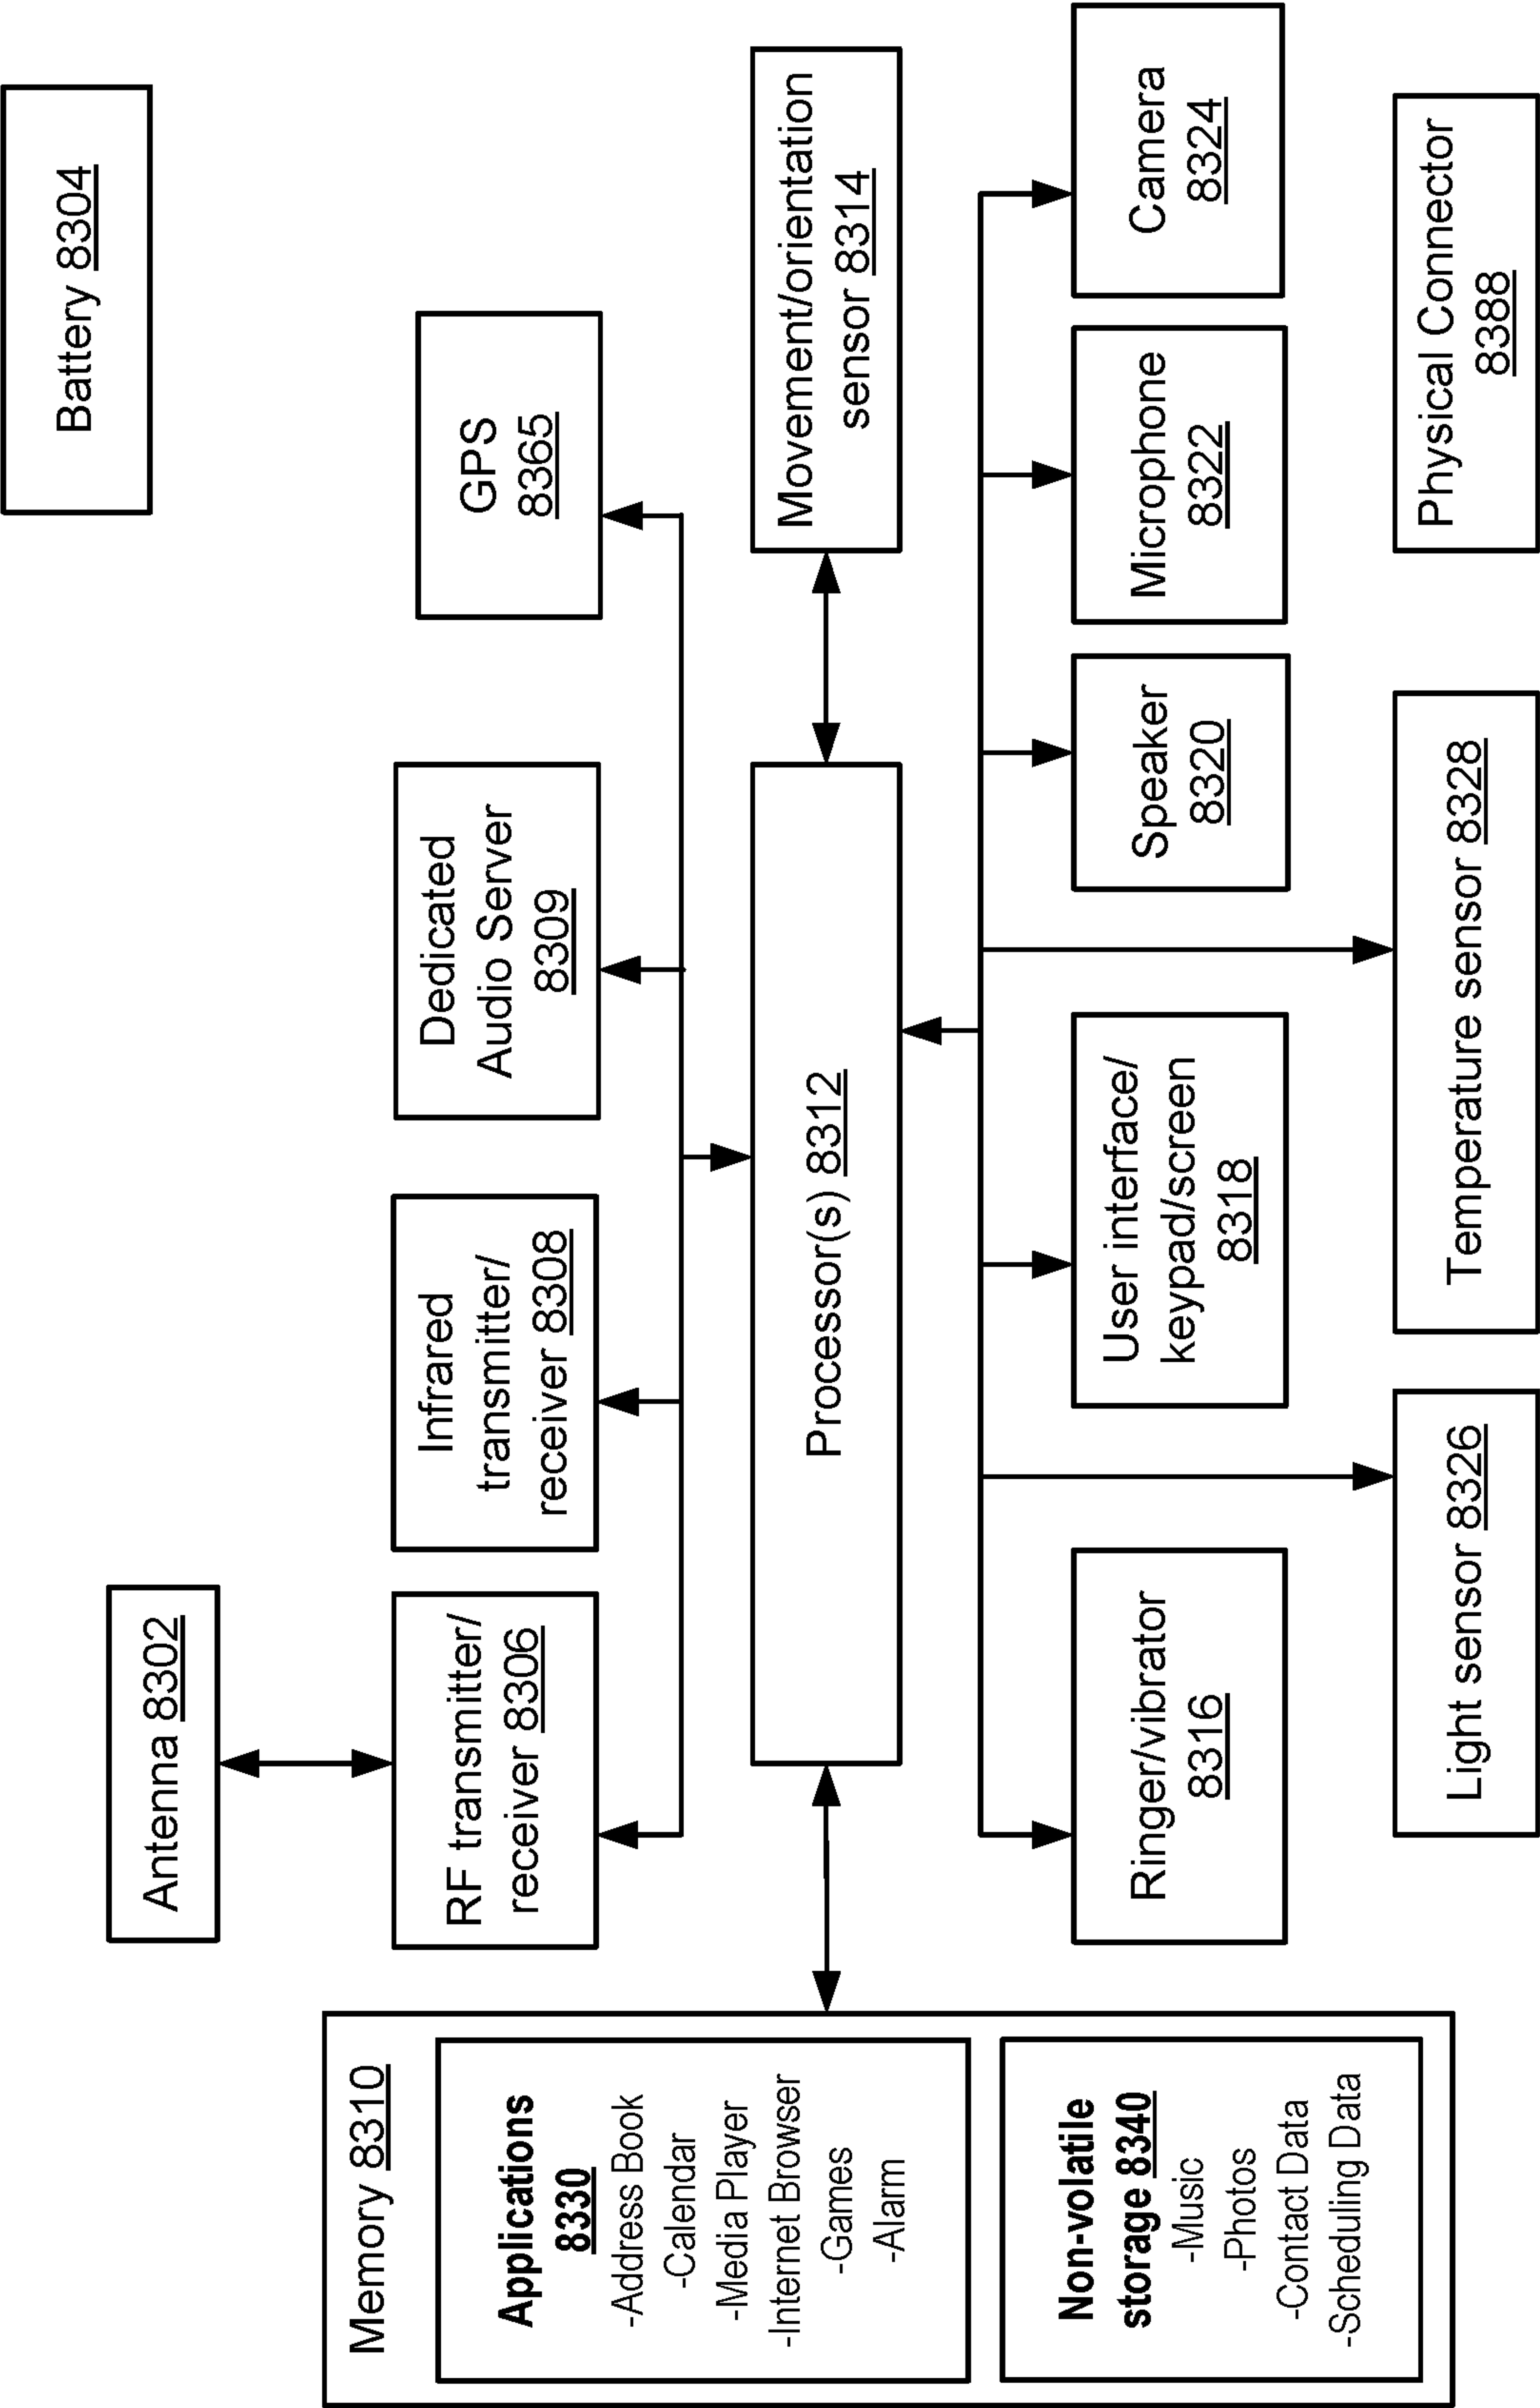 Battery 8304
Antenna 8302
RF transmitter/
receiver 8306
Infrared
transmitter/
receiver 8308
Dedicated
Audio Server
8309
GPS
8365
Memory 8310
Applications
8330
-Address Book
-Calendar
-Media Player
-Internet Browser
-Games
-Alarm
Non-volatile
storage 8340
-Music
-Photos
-Contact Data
-Scheduling Data
Processor(s) 8312
Movement/orientation
sensor 8314
Ringer/vibrator
8316
User interface/
keypad/screen
8318
Speaker
8320
Microphone
8322
Camera
8324
Light sensor 8326
Temperature sensor 8328
Physical Connector
8388